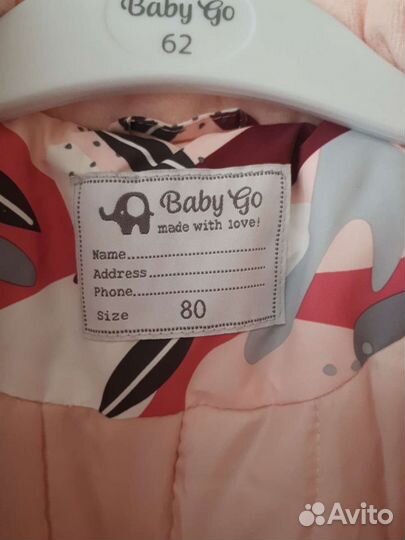 Baby Go
62
Baby Go
made with love!
Name
Address
Phone
Size 80
Avito